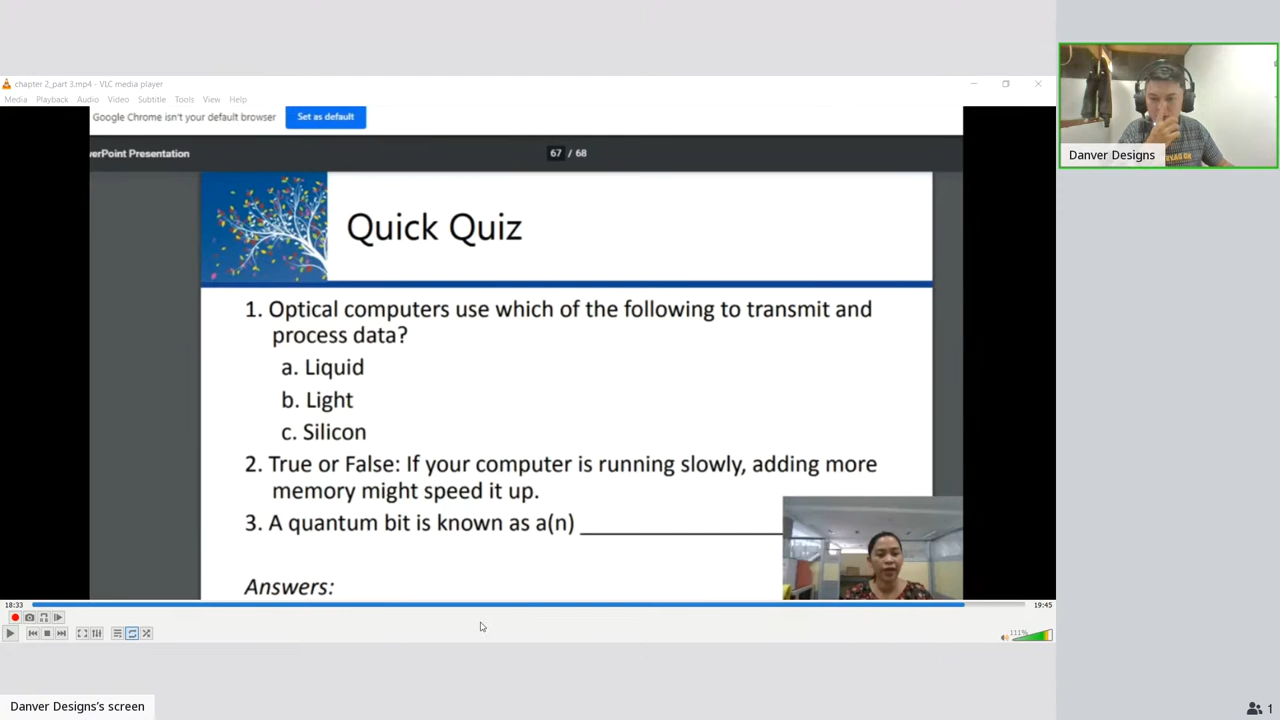 chapter 2_part 3.mp4 - VLC media player
Media Playback Audio Video Subtitle Tools View Help
Google Chrome isn't your default browser
Set as default
werPoint Presentation
67 / 68
Quick Quiz
1. Optical computers use which of the following to transmit and
process data?
a. Liquid
b. Light
c. Silicon
2. True or False: If your computer is running slowly, adding more
memory might speed it up.
3. A quantum bit is known as a(n) ____________
Answers:
18:33
19:45
111%
Danver Designs
Danver Designs's screen
1